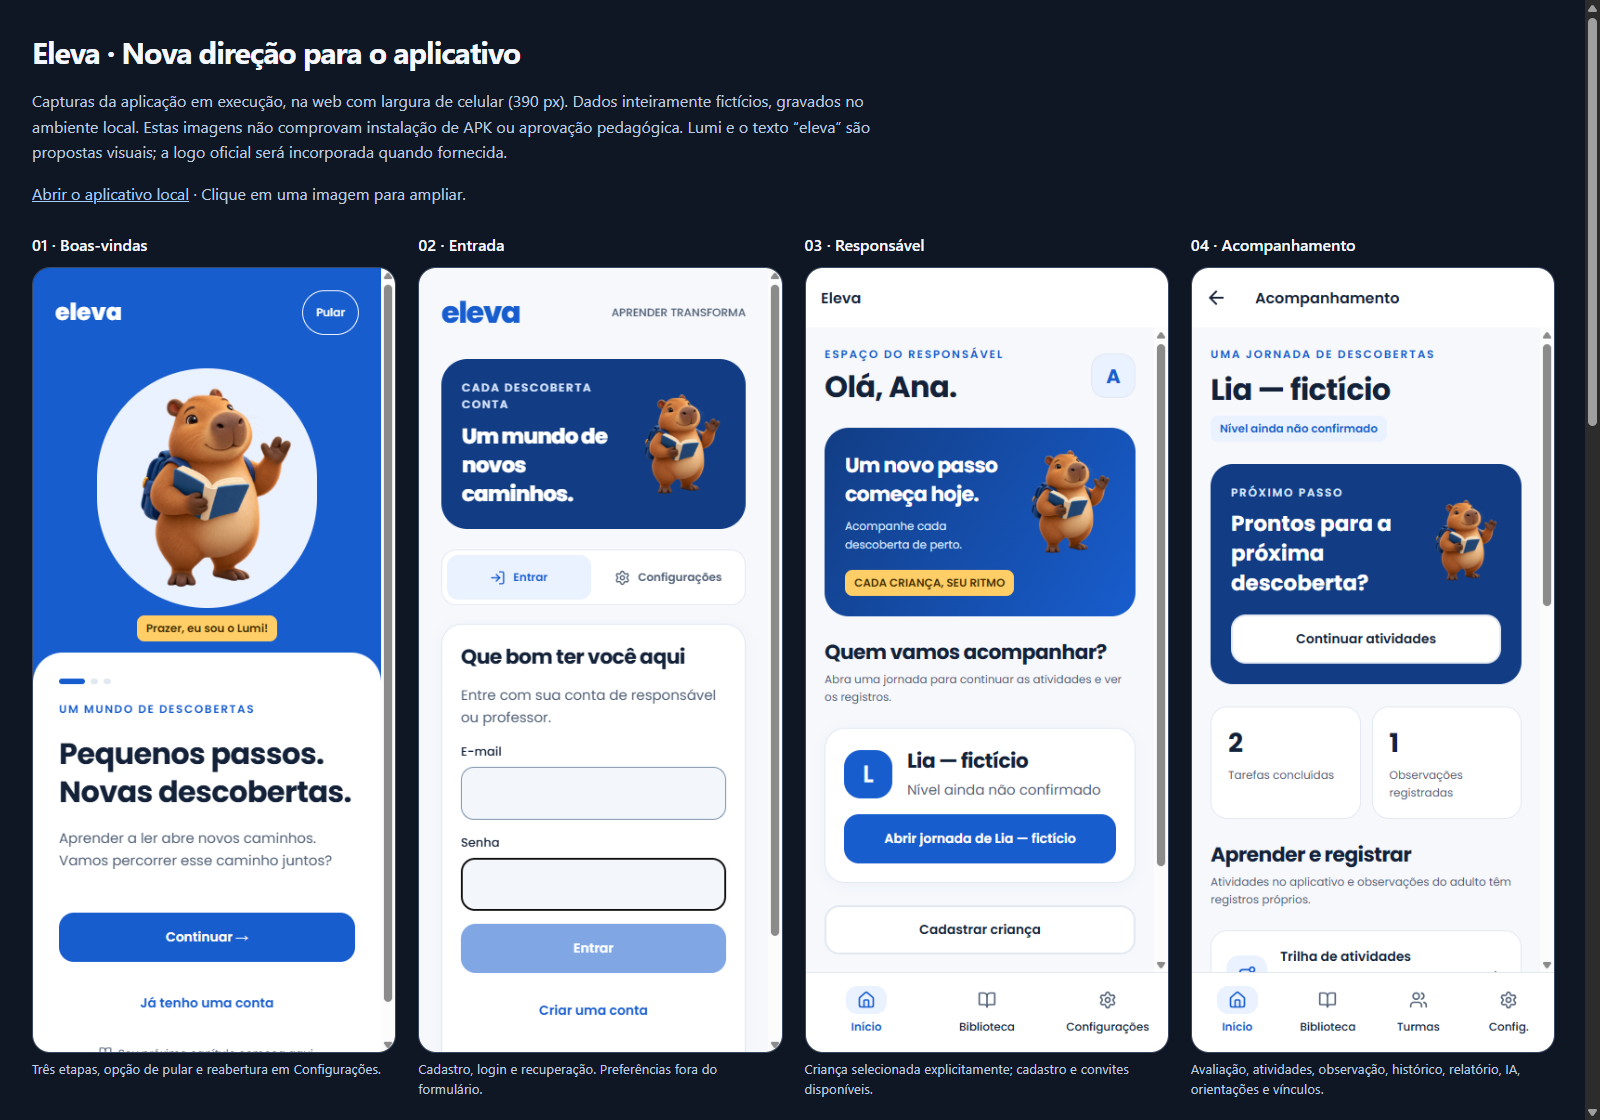 Eleva · Nova direção para o aplicativo
Capturas da aplicação em execução, na web com largura de celular (390 px). Dados inteiramente fictícios, gravados no
ambiente local. Estas imagens não comprovam instalação de APK ou aprovação pedagógica. Lumi e o texto “eleva” são
propostas visuais; a logo oficial será incorporada quando fornecida.
Abrir o aplicativo local · Clique em uma imagem para ampliar.
01 · Boas-vindas
eleva
Pular
Prazer, eu sou o Lumi!
UM MUNDO DE DESCOBERTAS
Pequenos passos.
Novas descobertas.
Aprender a ler abre novos caminhos.
Vamos percorrer esse caminho juntos?
Continuar →
Já tenho uma conta
Três etapas, opção de pular e reabertura em Configurações.
02 · Entrada
eleva
APRENDER TRANSFORMA
CADA DESCOBERTA
CONTA
Um mundo de
novos
caminhos.
Entrar
Configurações
Que bom ter você aqui
Entre com sua conta de responsável
ou professor.
E-mail
Senha
Entrar
Criar uma conta
Cadastro, login e recuperação. Preferências fora do
formulário.
03 · Responsável
Eleva
ESPAÇO DO RESPONSÁVEL
Olá, Ana.
A
Um novo passo
começa hoje.
Acompanhe cada
descoberta de perto.
CADA CRIANÇA, SEU RITMO
Quem vamos acompanhar?
Abra uma jornada para continuar as atividades e ver
os registros.
L
Lia — fictício
Nível ainda não confirmado
Abrir jornada de Lia — fictício
Cadastrar criança
Início
Biblioteca
Configurações
Criança selecionada explicitamente; cadastro e convites
disponíveis.
04 · Acompanhamento
Acompanhamento
UMA JORNADA DE DESCOBERTAS
Lia — fictício
Nível ainda não confirmado
PRÓXIMO PASSO
Prontos para a
próxima
descoberta?
Continuar atividades
2
Tarefas concluídas
1
Observações
registradas
Aprender e registrar
Atividades no aplicativo e observações do adulto têm
registros próprios.
Trilha de atividades
Início
Biblioteca
Turmas
Config.
Avaliação, atividades, observação, histórico, relatório, IA,
orientações e vínculos.